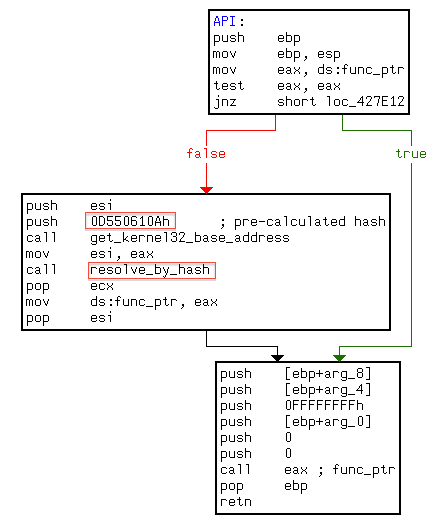 API:
push ebp
mov ebp, esp
mov eax, ds:func_ptr
test eax, eax
jnz short loc_427E12
false
true
push esi
push 0D550610Ah ; pre-calculated hash
call get_kernel32_base_address
mov esi, eax
call resolve_by_hash
pop ecx
mov ds:func_ptr, eax
pop esi
push [ebp+arg_8]
push [ebp+arg_4]
push 0FFFFFFFFh
push [ebp+arg_0]
push 0
push 0
call eax ; func_ptr
pop ebp
retn